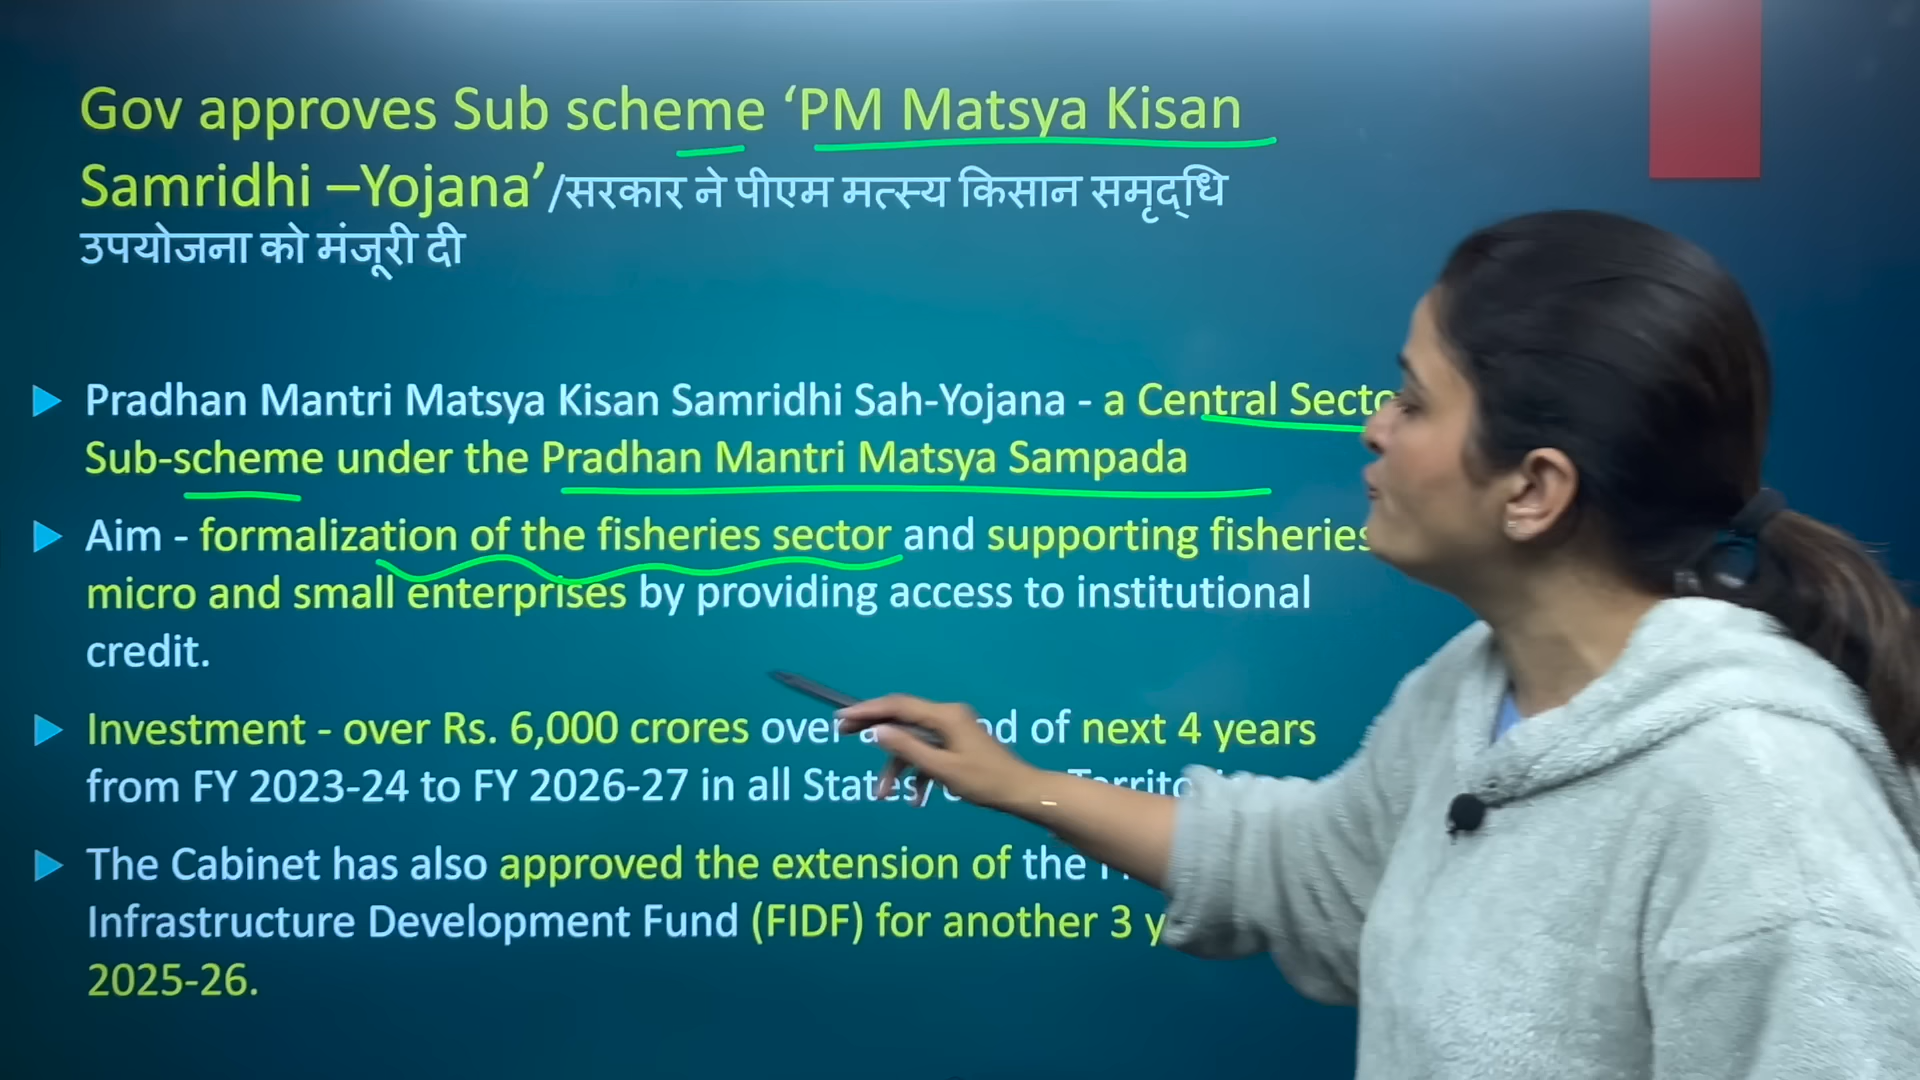 Gov approves Sub scheme ‘PM Matsya Kisan
Samridhi –Yojana’/सरकार ने पीएम मत्स्य किसान समृद्धि
उपयोजना को मंजूरी दी
Pradhan Mantri Matsya Kisan Samridhi Sah-Yojana - a Central
Sub-scheme under the Pradhan Mantri Matsya Sampada
Aim - formalization of the fisheries sector and supporting fisheries
micro and small enterprises by providing access to institutional
credit.
Investment - over Rs. 6,000 crores over of next 4 years
from FY 2023-24 to FY 2026-27 in all States/
The Cabinet has also approved the extension of the
Infrastructure Development Fund (FIDF) for another 3
2025-26.